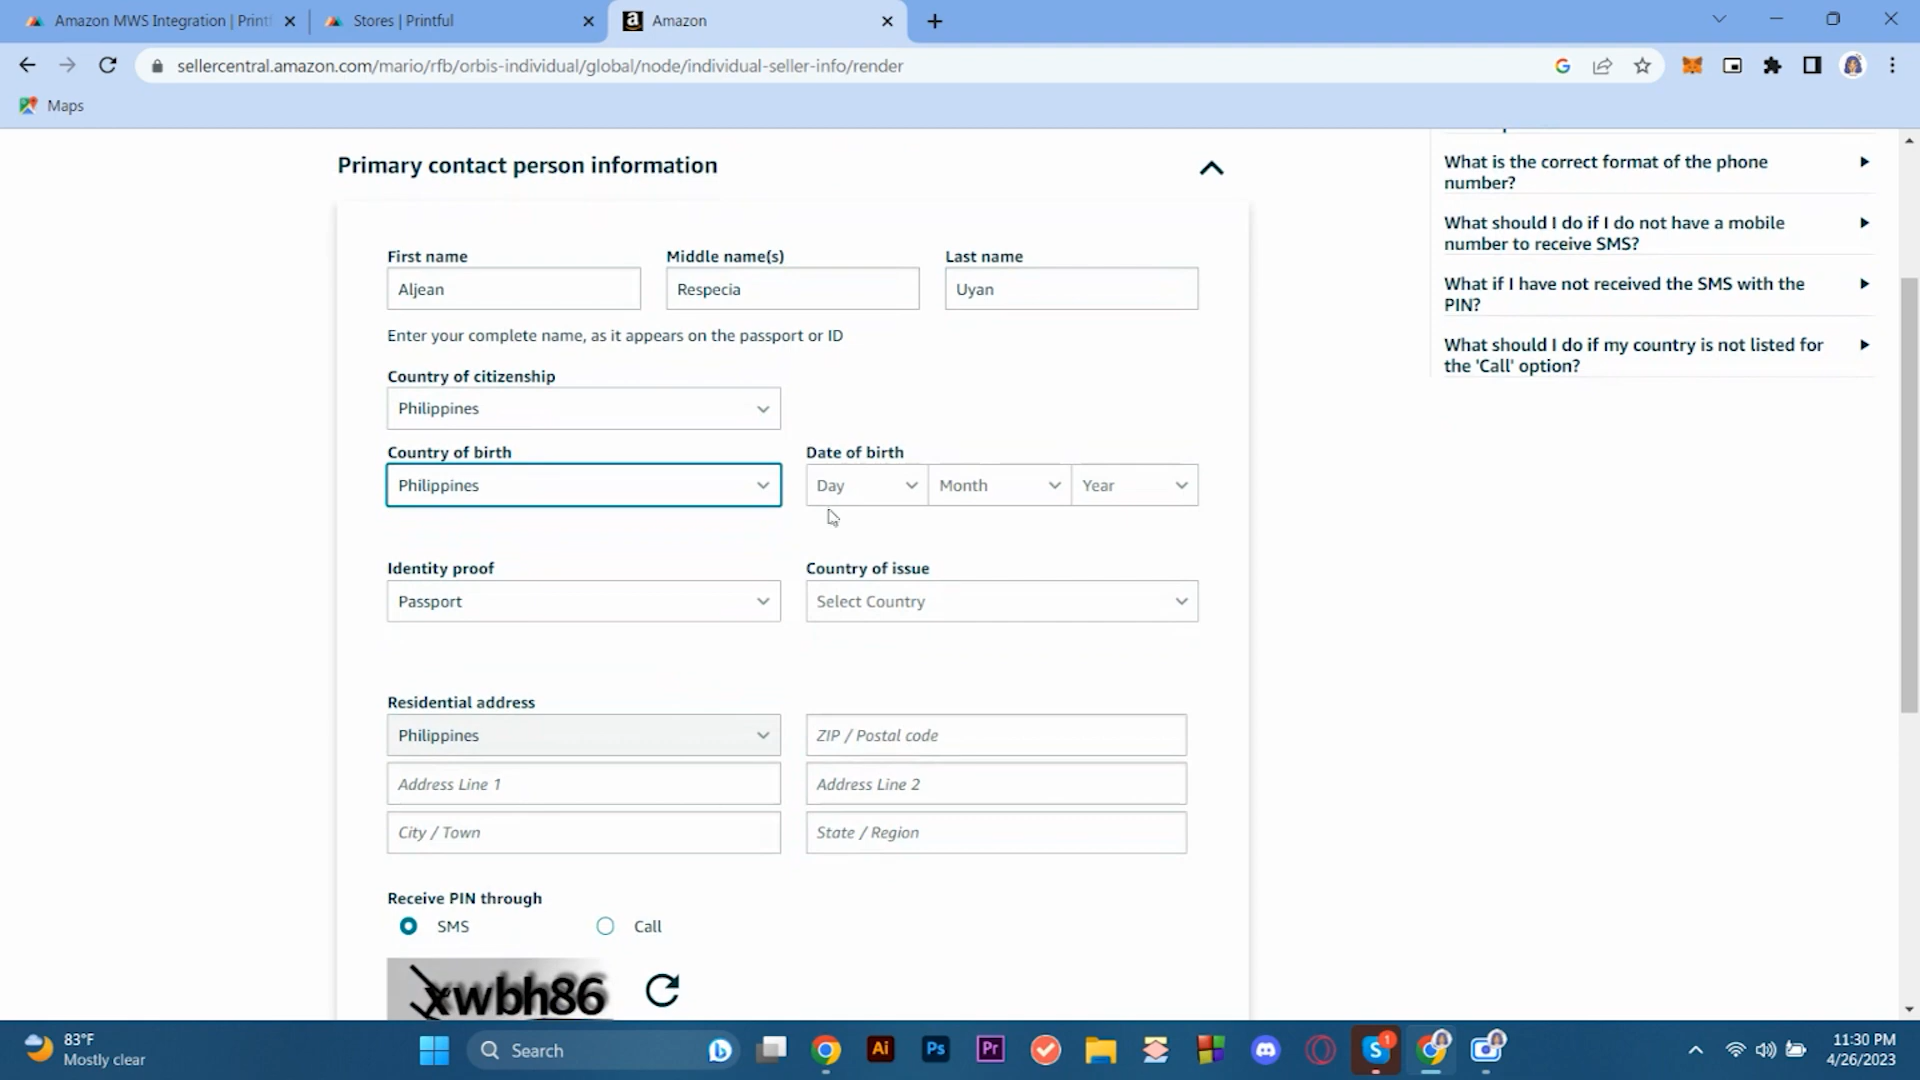 Amazon MWS Integration | Printf
Stores | Printful
Amazon
sellercentral.amazon.com/mario/rfb/orbis-individual/global/node/individual-seller-info/render
Maps
Primary contact person information
First name
Middle name(s)
Last name
Aljean
Respecia
Uyan
Enter your complete name, as it appears on the passport or ID
Country of citizenship
Philippines
Country of birth
Date of birth
Philippines
Day
Month
Year
Identity proof
Country of issue
Passport
Select Country
Residential address
Philippines
ZIP / Postal code
Address Line 1
Address Line 2
City / Town
State / Region
Receive PIN through
SMS
Call
xwbh86
What is the correct format of the phone
number?
What should I do if I do not have a mobile
number to receive SMS?
What if I have not received the SMS with the
PIN?
What should I do if my country is not listed for
the 'Call' option?
83°F
Mostly clear
Search
Ai
Ps
Pr
S
1
11:30 PM
4/26/2023